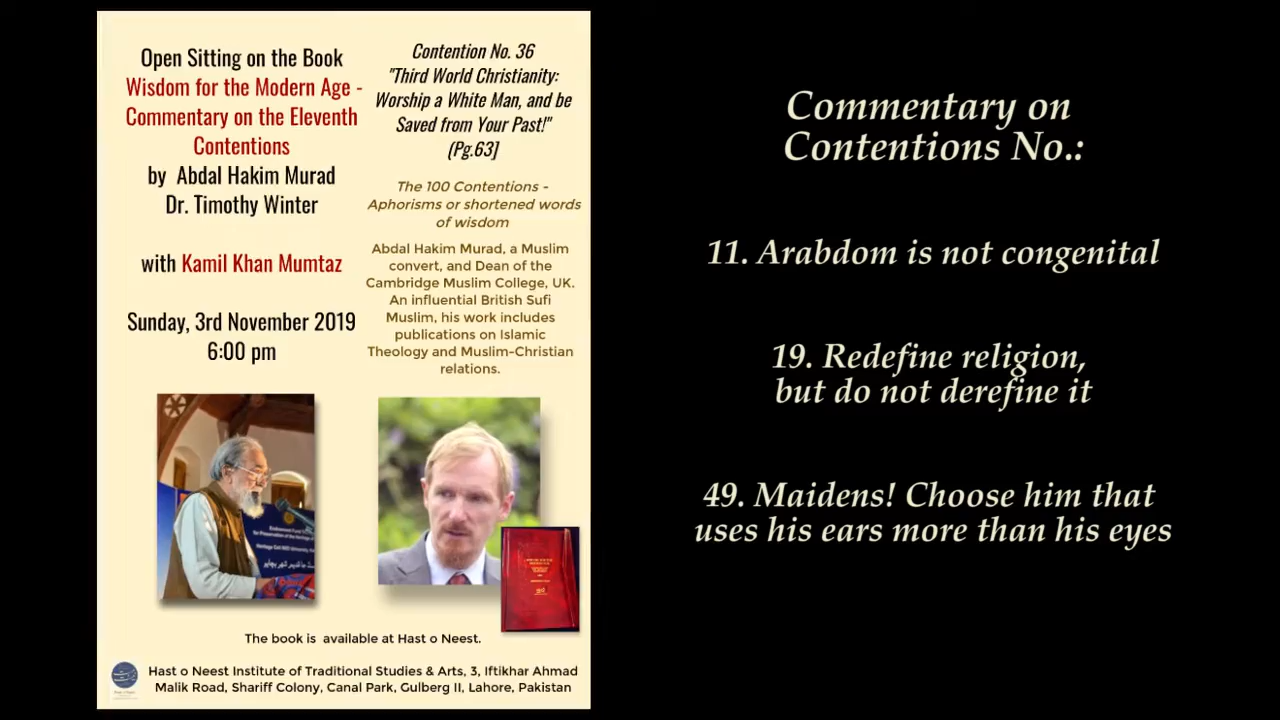 Open Sitting on the Book
Wisdom for the Modern Age -
Commentary on the Eleventh
Contentions
by Abdal Hakim Murad
Dr. Timothy Winter
with Kamil Khan Mumtaz
Sunday, 3rd November 2019
6:00 pm
Contention No. 36
"Third World Christianity:
Worship a White Man, and be
Saved from Your Past!"
(Pg.63]
The 100 Contentions -
Aphorisms or shortened words
of wisdom
Abdal Hakim Murad, a Muslim
convert, and Dean of the
Cambridge Muslim College, UK.
An influential British Sufi
Muslim, his work includes
publications on Islamic
Theology and Muslim-Christian
relations.
The book is available at Hast o Neest.
Hast o Neest Institute of Traditional Studies & Arts, 3, Iftikhar Ahmad
Malik Road, Shariff Colony, Canal Park, Gulberg II, Lahore, Pakistan
Commentary on
Contentions No.:
11. Arabdom is not congenital
19. Redefine religion,
but do not derefine it
49. Maidens! Choose him that
uses his ears more than his eyes